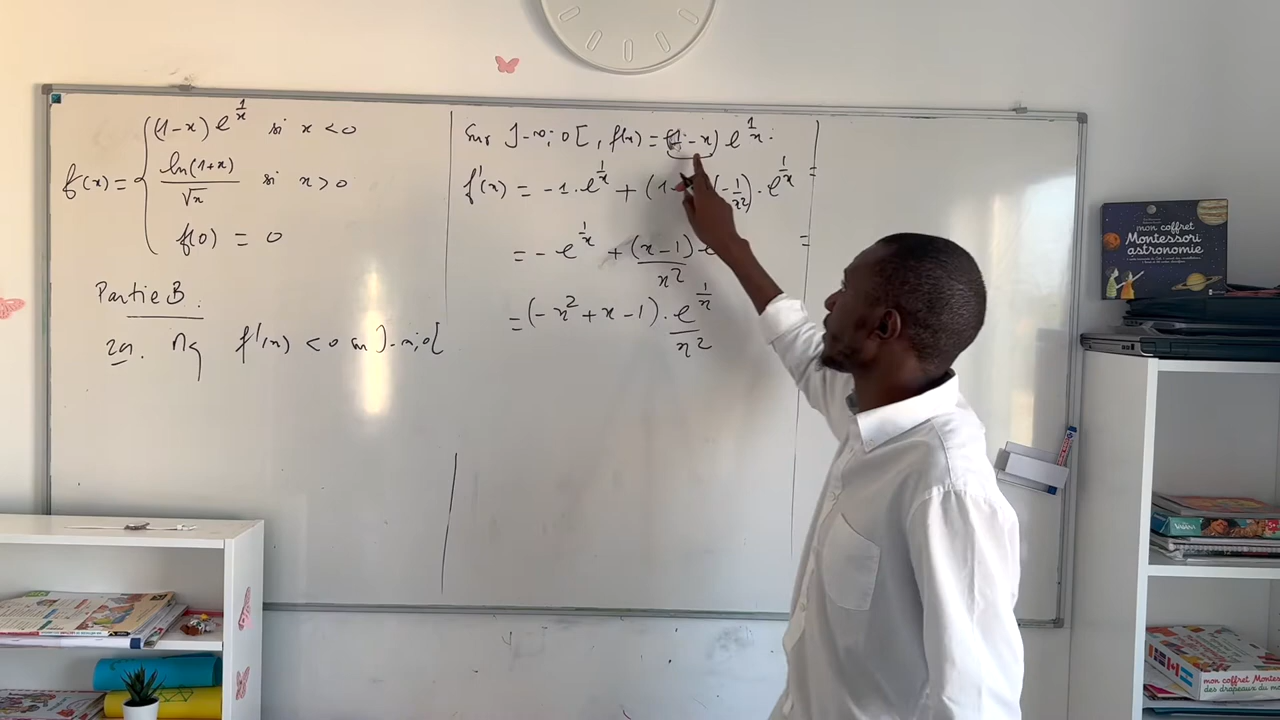 f(x) = { (1-x) e^{1/x} si x < 0
ln(1+x)/√x si x > 0
f(0) = 0
Partie B :
2a. Mq f'(x) < 0 sur ]-∞; 0[
Sur ]-∞; 0[, f(x) = (1-x) e^{1/x}.
f'(x) = -1 · e^{1/x} + (1- (-1/x²) · e^{1/x} =
= - e^{1/x} + (x-1)/x² e =
= (-x² + x - 1) · e^{1/x}/x²
mon coffret
Montessori
astronomie
VAIANA
mon coffret Montes
des drapeaux du m